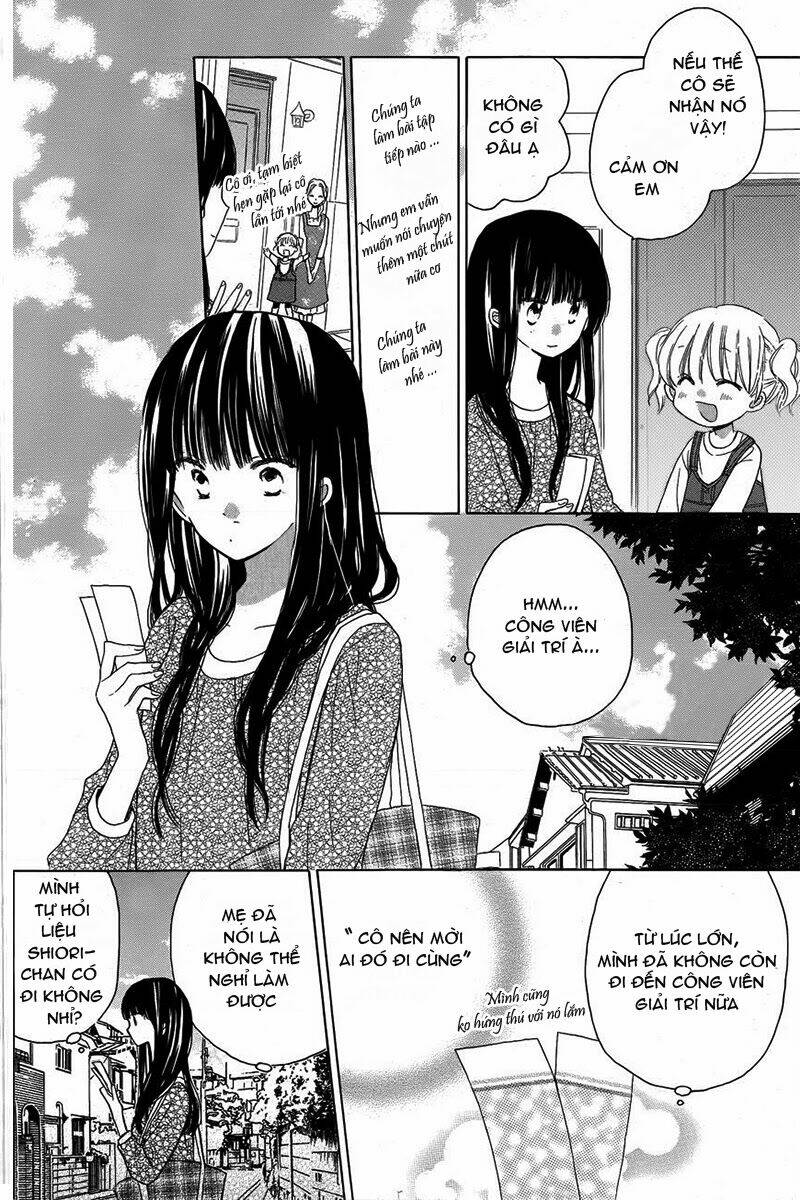 NẾU THẾ
CÔ SẼ
NHẬN NÓ
VẬY!
CẢM ƠN
EM
KHÔNG
CÓ GÌ
ĐÂU Ạ
Chúng ta
làm bài tập
tiếp nào ...
Nhưng em vẫn
muốn nói chuyện
thêm một chút
nữa cơ
Chúng ta
làm bài này
nhé ...
Cô ơi, tạm biệt
hẹn gặp lại cô
lần tới nhé
HMM...
CÔNG VIÊN
GIẢI TRÍ À...
TỪ LÚC LỚN,
MÌNH ĐÃ KHÔNG CÒN
ĐI ĐẾN CÔNG VIÊN
GIẢI TRÍ NỮA
“ CÔ NÊN MỜI
AI ĐÓ ĐI CÙNG”
Mình cũng
ko hứng thú với nó lắm
MẸ ĐÃ
NÓI LÀ
KHÔNG THỂ
NGHỈ LÀM
ĐƯỢC
MÌNH
TỰ HỎI
LIỆU
SHIORI-
CHAN CÓ
ĐI KHÔNG
NHỈ?